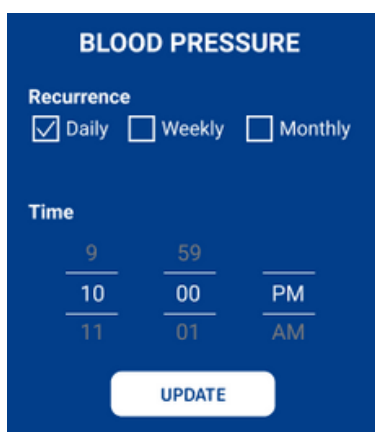 BLOOD PRESSURE
Recurrence
Daily Weekly Monthly
Time
9 59
10 00 PM
11 01 AM
UPDATE